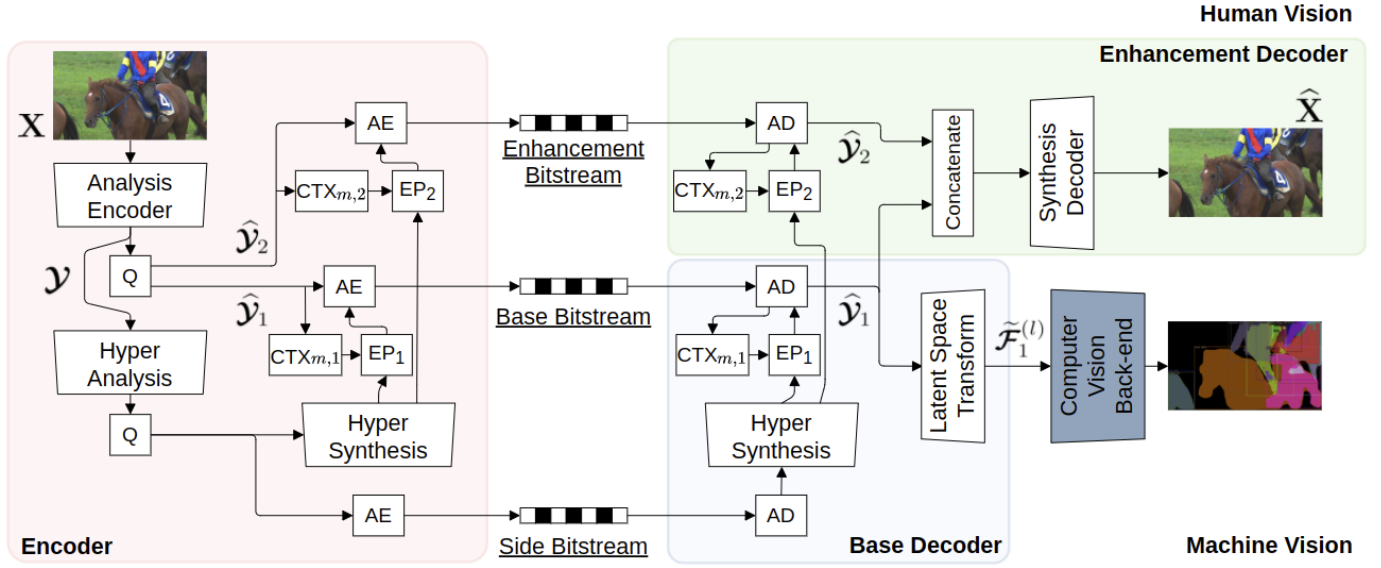 Human Vision
Enhancement Decoder
X
Analysis
Encoder
𝒴
Q
Hyper
Analysis
Q
Ŷ₂
Ŷ₁
AE
CTXₘ,₂
EP₂
AE
CTXₘ,₁
EP₁
Hyper
Synthesis
AE
Encoder
Enhancement
Bitstream
Base Bitstream
Side Bitstream
AD
CTXₘ,₂
EP₂
Ŷ₂
Concatenate
Synthesis
Decoder
X̂
AD
CTXₘ,₁
EP₁
Ŷ₁
Hyper
Synthesis
AD
Latent Space
Transform
F̃₁⁽ˡ⁾
Computer
Vision
Back-end
Base Decoder
Machine Vision
4
4